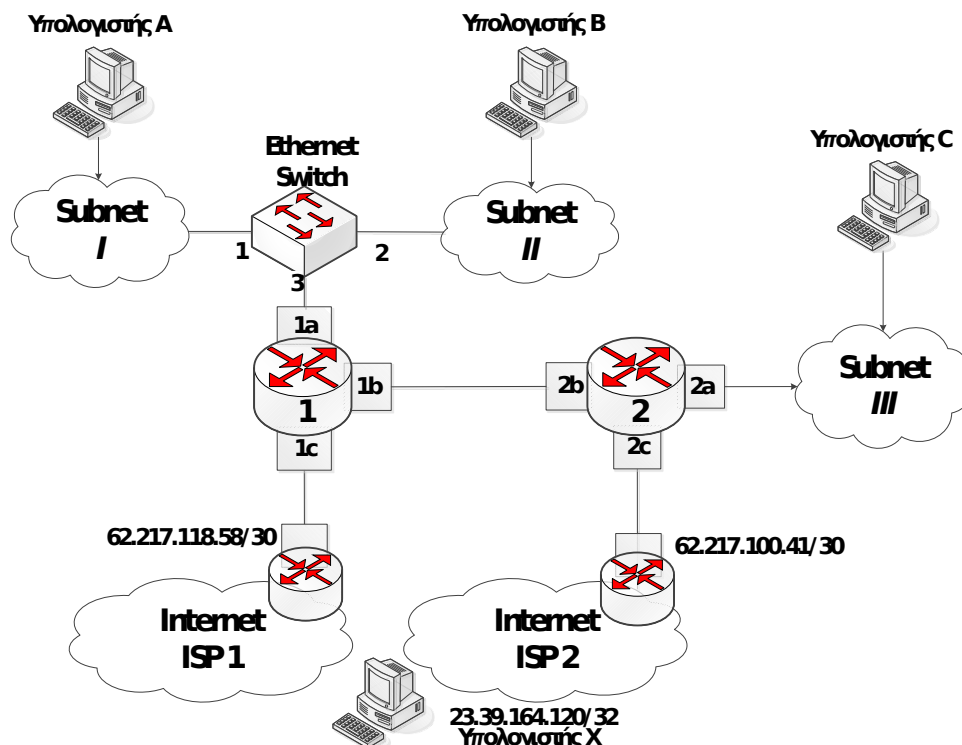 Υπολογιστής A
Υπολογιστής B
Υπολογιστής C
Ethernet
Switch
Subnet
I
Subnet
II
1
2
3
1a
1b
1
1c
2b
2
2a
2c
Subnet
III
62.217.118.58/30
62.217.100.41/30
Internet
ISP 1
Internet
ISP 2
23.39.164.120/32
Υπολογιστής X